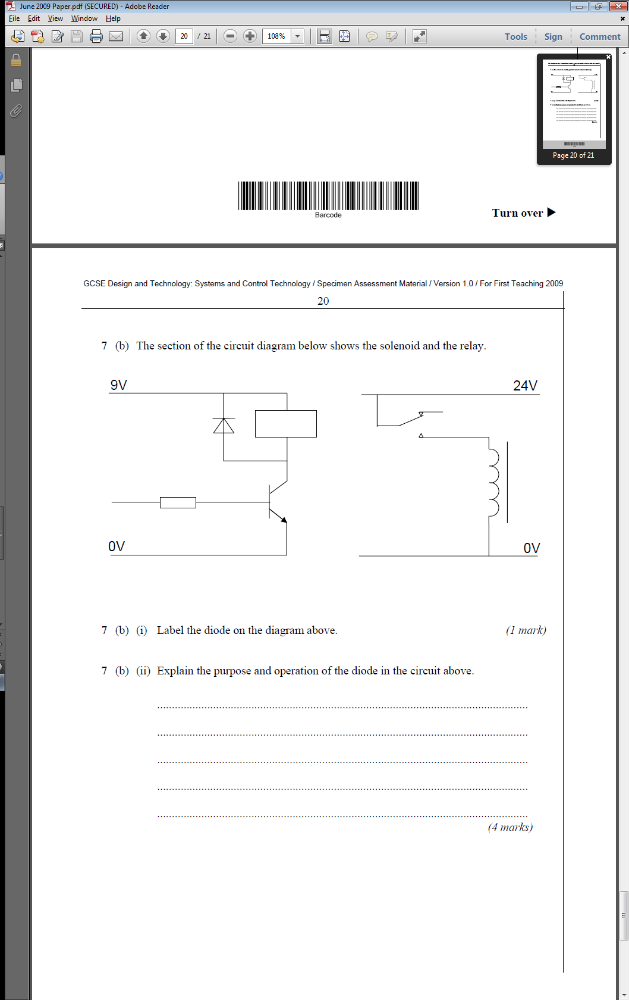 June 2009 Paper.pdf (SECURED) - Adobe Reader
File Edit View Window Help
20 / 21 108% Tools Sign Comment
Page 20 of 21
Barcode
Turn over
GCSE Design and Technology: Systems and Control Technology / Specimen Assessment Material / Version 1.0 / For First Teaching 2009
20
7 (b) The section of the circuit diagram below shows the solenoid and the relay.
9V 24V
0V 0V
7 (b) (i) Label the diode on the diagram above. (1 mark)
7 (b) (ii) Explain the purpose and operation of the diode in the circuit above.
(4 marks)